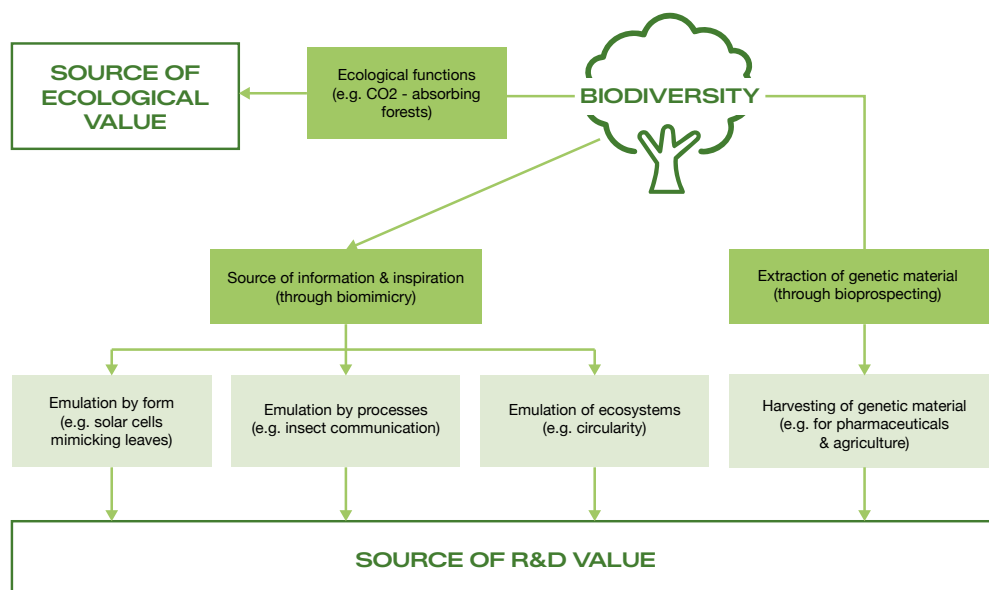 SOURCE OF
ECOLOGICAL
VALUE
Ecological functions
(e.g. CO2 - absorbing
forests)
BIODIVERSITY
Source of information & inspiration
(through biomimicry)
Extraction of genetic material
(through bioprospecting)
Emulation by form
(e.g. solar cells
mimicking leaves)
Emulation by processes
(e.g. insect communication)
Emulation of ecosystems
(e.g. circularity)
Harvesting of genetic material
(e.g. for pharmaceuticals
& agriculture)
SOURCE OF R&D VALUE